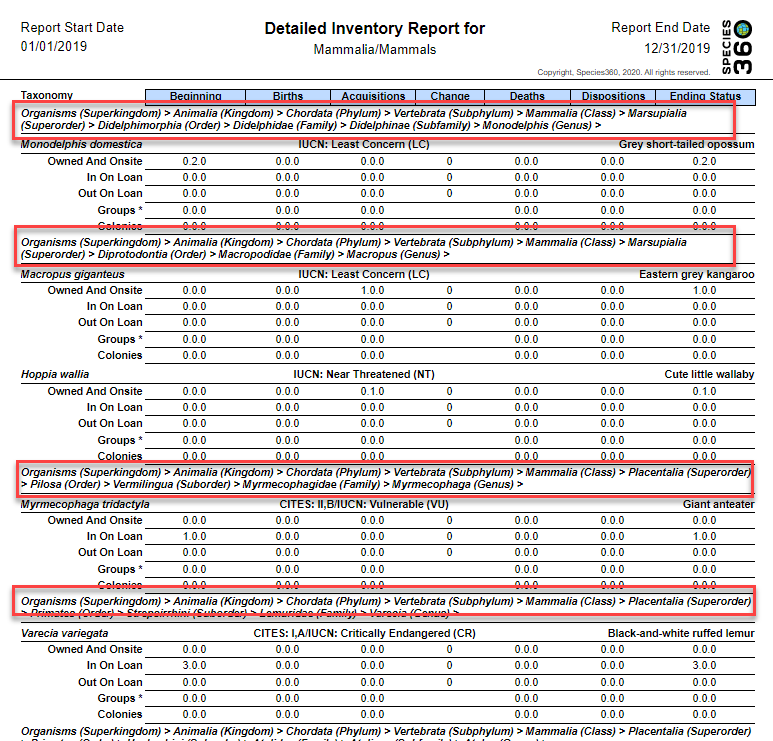 Report Start Date
Detailed Inventory Report for
Report End Date
01/01/2019
Mammalia/Mammals
12/31/2019
SPECIES
360
Copyright, Species360, 2020. All rights reserved.
Taxonomy Beginning Births Acquisitions Change Deaths Dispositions Ending Status
Organisms (Superkingdom) > Animalia (Kingdom) > Chordata (Phylum) > Vertebrata (Subphylum) > Mammalia (Class) > Marsupialia
(Superorder) > Didelphimorphia (Order) > Didelphidae (Family) > Didelphinae (Subfamily) > Monodelphis (Genus) >
Monodelphis domestica IUCN: Least Concern (LC) Grey short-tailed opossum
Owned And Onsite 0.2.0 0.0.0 0.0.0 0 0.0.0 0.0.0 0.2.0
In On Loan 0.0.0 0.0.0 0.0.0 0 0.0.0 0.0.0 0.0.0
Out On Loan 0.0.0 0.0.0 0.0.0 0 0.0.0 0.0.0 0.0.0
Groups * 0.0.0 0.0.0 0.0.0 0.0.0 0.0.0 0.0.0
Colonies 0.0.0 0.0.0 0.0.0 0.0.0 0.0.0 0.0.0
Organisms (Superkingdom) > Animalia (Kingdom) > Chordata (Phylum) > Vertebrata (Subphylum) > Mammalia (Class) > Marsupialia
(Superorder) > Diprotodontia (Order) > Macropodidae (Family) > Macropus (Genus) >
Macropus giganteus IUCN: Least Concern (LC) Eastern grey kangaroo
Owned And Onsite 0.0.0 0.0.0 1.0.0 0 0.0.0 0.0.0 1.0.0
In On Loan 0.0.0 0.0.0 0.0.0 0 0.0.0 0.0.0 0.0.0
Out On Loan 0.0.0 0.0.0 0.0.0 0 0.0.0 0.0.0 0.0.0
Groups * 0.0.0 0.0.0 0.0.0 0.0.0 0.0.0 0.0.0
Colonies 0.0.0 0.0.0 0.0.0 0.0.0 0.0.0 0.0.0
Hoppia wallia IUCN: Near Threatened (NT) Cute little wallaby
Owned And Onsite 0.0.0 0.0.0 0.1.0 0 0.0.0 0.0.0 0.1.0
In On Loan 0.0.0 0.0.0 0.0.0 0 0.0.0 0.0.0 0.0.0
Out On Loan 0.0.0 0.0.0 0.0.0 0 0.0.0 0.0.0 0.0.0
Groups * 0.0.0 0.0.0 0.0.0 0.0.0 0.0.0 0.0.0
Colonies 0.0.0 0.0.0 0.0.0 0.0.0 0.0.0 0.0.0
Organisms (Superkingdom) > Animalia (Kingdom) > Chordata (Phylum) > Vertebrata (Subphylum) > Mammalia (Class) > Placentalia (Superorder)
> Pilosa (Order) > Vermilingua (Suborder) > Myrmecophagidae (Family) > Myrmecophaga (Genus) >
Myrmecophaga tridactyla CITES: II,B/IUCN: Vulnerable (VU) Giant anteater
Owned And Onsite 0.0.0 0.0.0 0.0.0 0 0.0.0 0.0.0 0.0.0
In On Loan 1.0.0 0.0.0 0.0.0 0 0.0.0 0.0.0 1.0.0
Out On Loan 0.0.0 0.0.0 0.0.0 0 0.0.0 0.0.0 0.0.0
Groups * 0.0.0 0.0.0 0.0.0 0.0.0 0.0.0 0.0.0
Colonies 0.0.0 0.0.0 0.0.0 0.0.0 0.0.0 0.0.0
Organisms (Superkingdom) > Animalia (Kingdom) > Chordata (Phylum) > Vertebrata (Subphylum) > Mammalia (Class) > Placentalia (Superorder)
> Primates (Order) > Strepsirrhini (Suborder) > Lemuridae (Family) > Varecia (Genus) >
Varecia variegata CITES: I,A/IUCN: Critically Endangered (CR) Black-and-white ruffed lemur
Owned And Onsite 0.0.0 0.0.0 0.0.0 0 0.0.0 0.0.0 0.0.0
In On Loan 3.0.0 0.0.0 0.0.0 0 0.0.0 0.0.0 3.0.0
Out On Loan 0.0.0 0.0.0 0.0.0 0 0.0.0 0.0.0 0.0.0
Groups * 0.0.0 0.0.0 0.0.0 0.0.0 0.0.0 0.0.0
Colonies 0.0.0 0.0.0 0.0.0 0.0.0 0.0.0 0.0.0
Organisms (Superkingdom) > Animalia (Kingdom) > Chordata (Phylum) > Vertebrata (Subphylum) > Mammalia (Class) > Placentalia (Superorder)